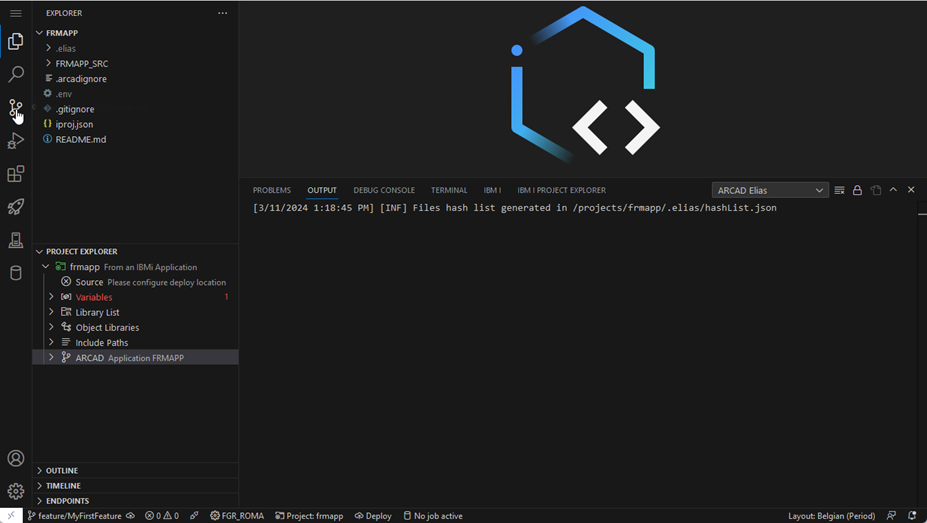 EXPLORER ...
FRMAPP
.elias
FRMAPP_SRC
.arcadignore
.env
.gitignore
{} iproj.json
README.md
PROJECT EXPLORER
frmapp From an IBMi Application
Source Please configure deploy location
Variables 1
Library List
Object Libraries
Include Paths
ARCAD Application FRMAPP
OUTLINE
TIMELINE
ENDPOINTS
PROBLEMS OUTPUT DEBUG CONSOLE TERMINAL IBM I IBM I PROJECT EXPLORER ARCAD Elias
[3/11/2024 1:18:45 PM] [INF] Files hash list generated in /projects/frmapp/.elias/hashList.json
feature/MyFirstFeature 0 0 FGR_ROMA Project: frmapp Deploy No job active Layout: Belgian (Period)